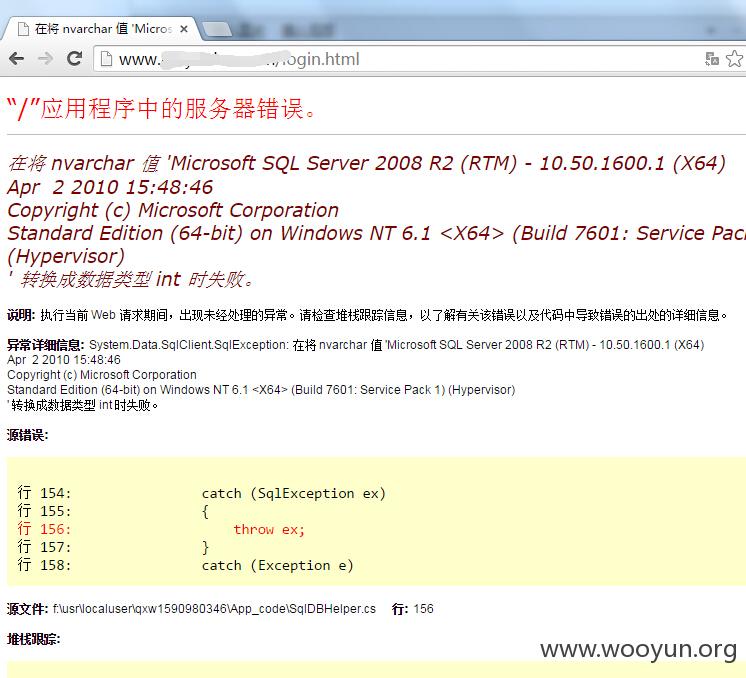 在将 nvarchar 值 'Micros
www. login.html
“/”应用程序中的服务器错误。
在将 nvarchar 值 'Microsoft SQL Server 2008 R2 (RTM) - 10.50.1600.1 (X64)
Apr 2 2010 15:48:46
Copyright (c) Microsoft Corporation
Standard Edition (64-bit) on Windows NT 6.1 <X64> (Build 7601: Service Pac
(Hypervisor)
' 转换成数据类型 int 时失败。
说明: 执行当前 Web 请求期间，出现未经处理的异常。请检查堆栈跟踪信息，以了解有关该错误以及代码中导致错误的出处的详细信息。
异常详细信息: System.Data.SqlClient.SqlException: 在将 nvarchar 值 'Microsoft SQL Server 2008 R2 (RTM) - 10.50.1600.1 (X64)
Apr 2 2010 15:48:46
Copyright (c) Microsoft Corporation
Standard Edition (64-bit) on Windows NT 6.1 <X64> (Build 7601: Service Pack 1) (Hypervisor)
' 转换成数据类型 int 时失败。
源错误:
行 154: catch (SqlException ex)
行 155: {
行 156: throw ex;
行 157: }
行 158: catch (Exception e)
源文件: f:\usr\localuser\qxw1590980346\App_code\SqlDBHelper.cs 行: 156
堆栈跟踪:
www.wooyun.org